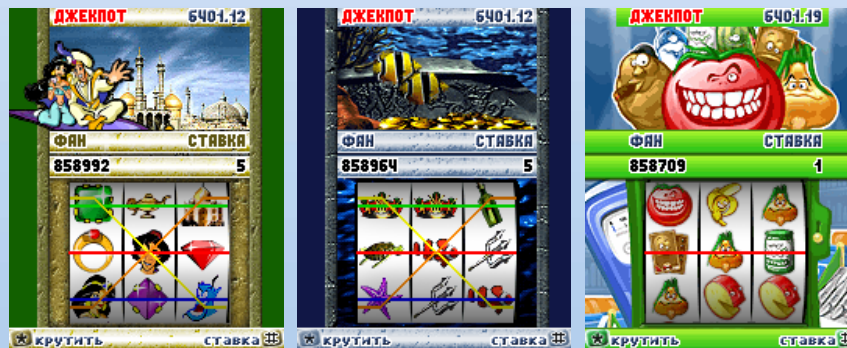 ДЖЕКПОТ 6401.12
ФАН СТАВКА
858992 5
* крутить ставка #
ДЖЕКПОТ 6401.12
ФАН СТАВКА
858964 5
* крутить ставка #
ДЖЕКПОТ 6401.19
ФАН СТАВКА
858709 1
* крутить ставка #